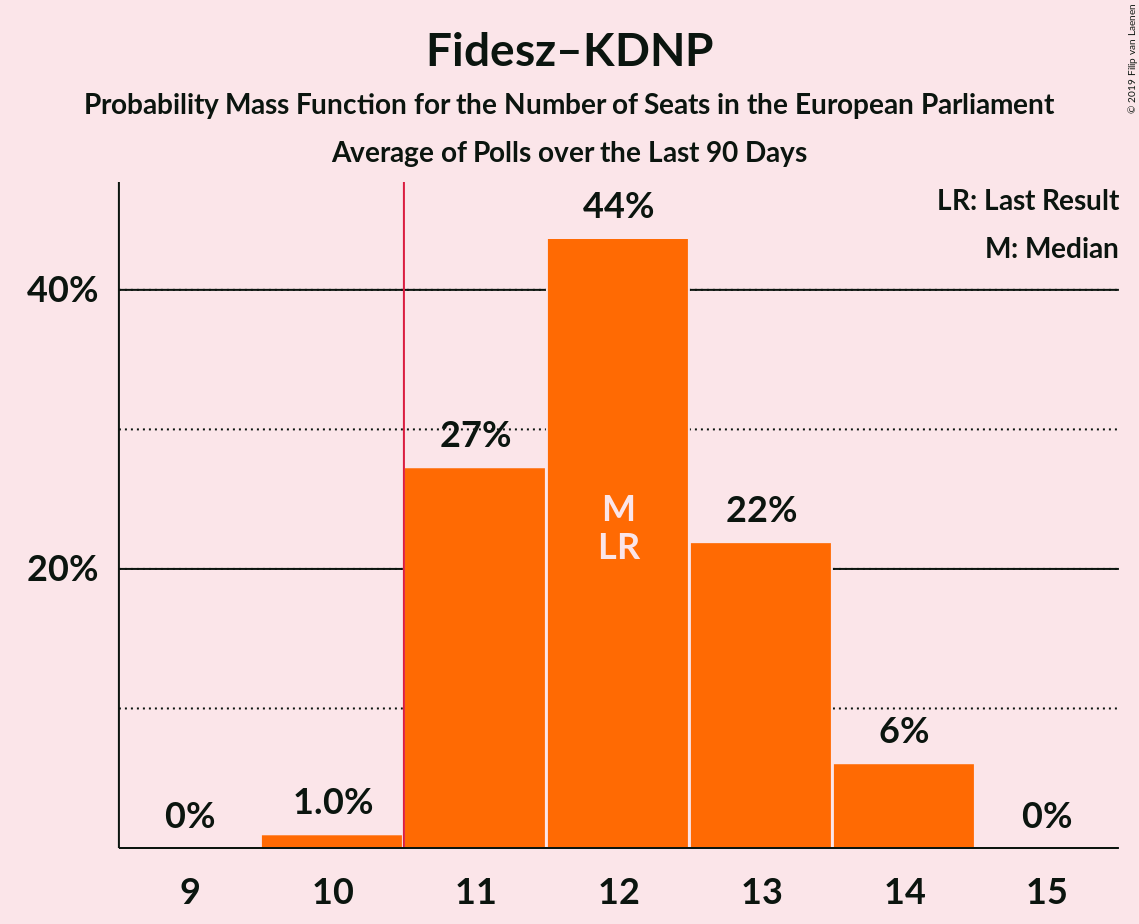 Fidesz–KDNP
Probability Mass Function for the Number of Seats in the European Parliament
Average of Polls over the Last 90 Days
© 2019 Filip van Laenen
LR: Last Result
M: Median
44%
40%
27%
M
22%
LR
20%
6%
1.0%
0%
0%
9 10 11 12 13 14 15